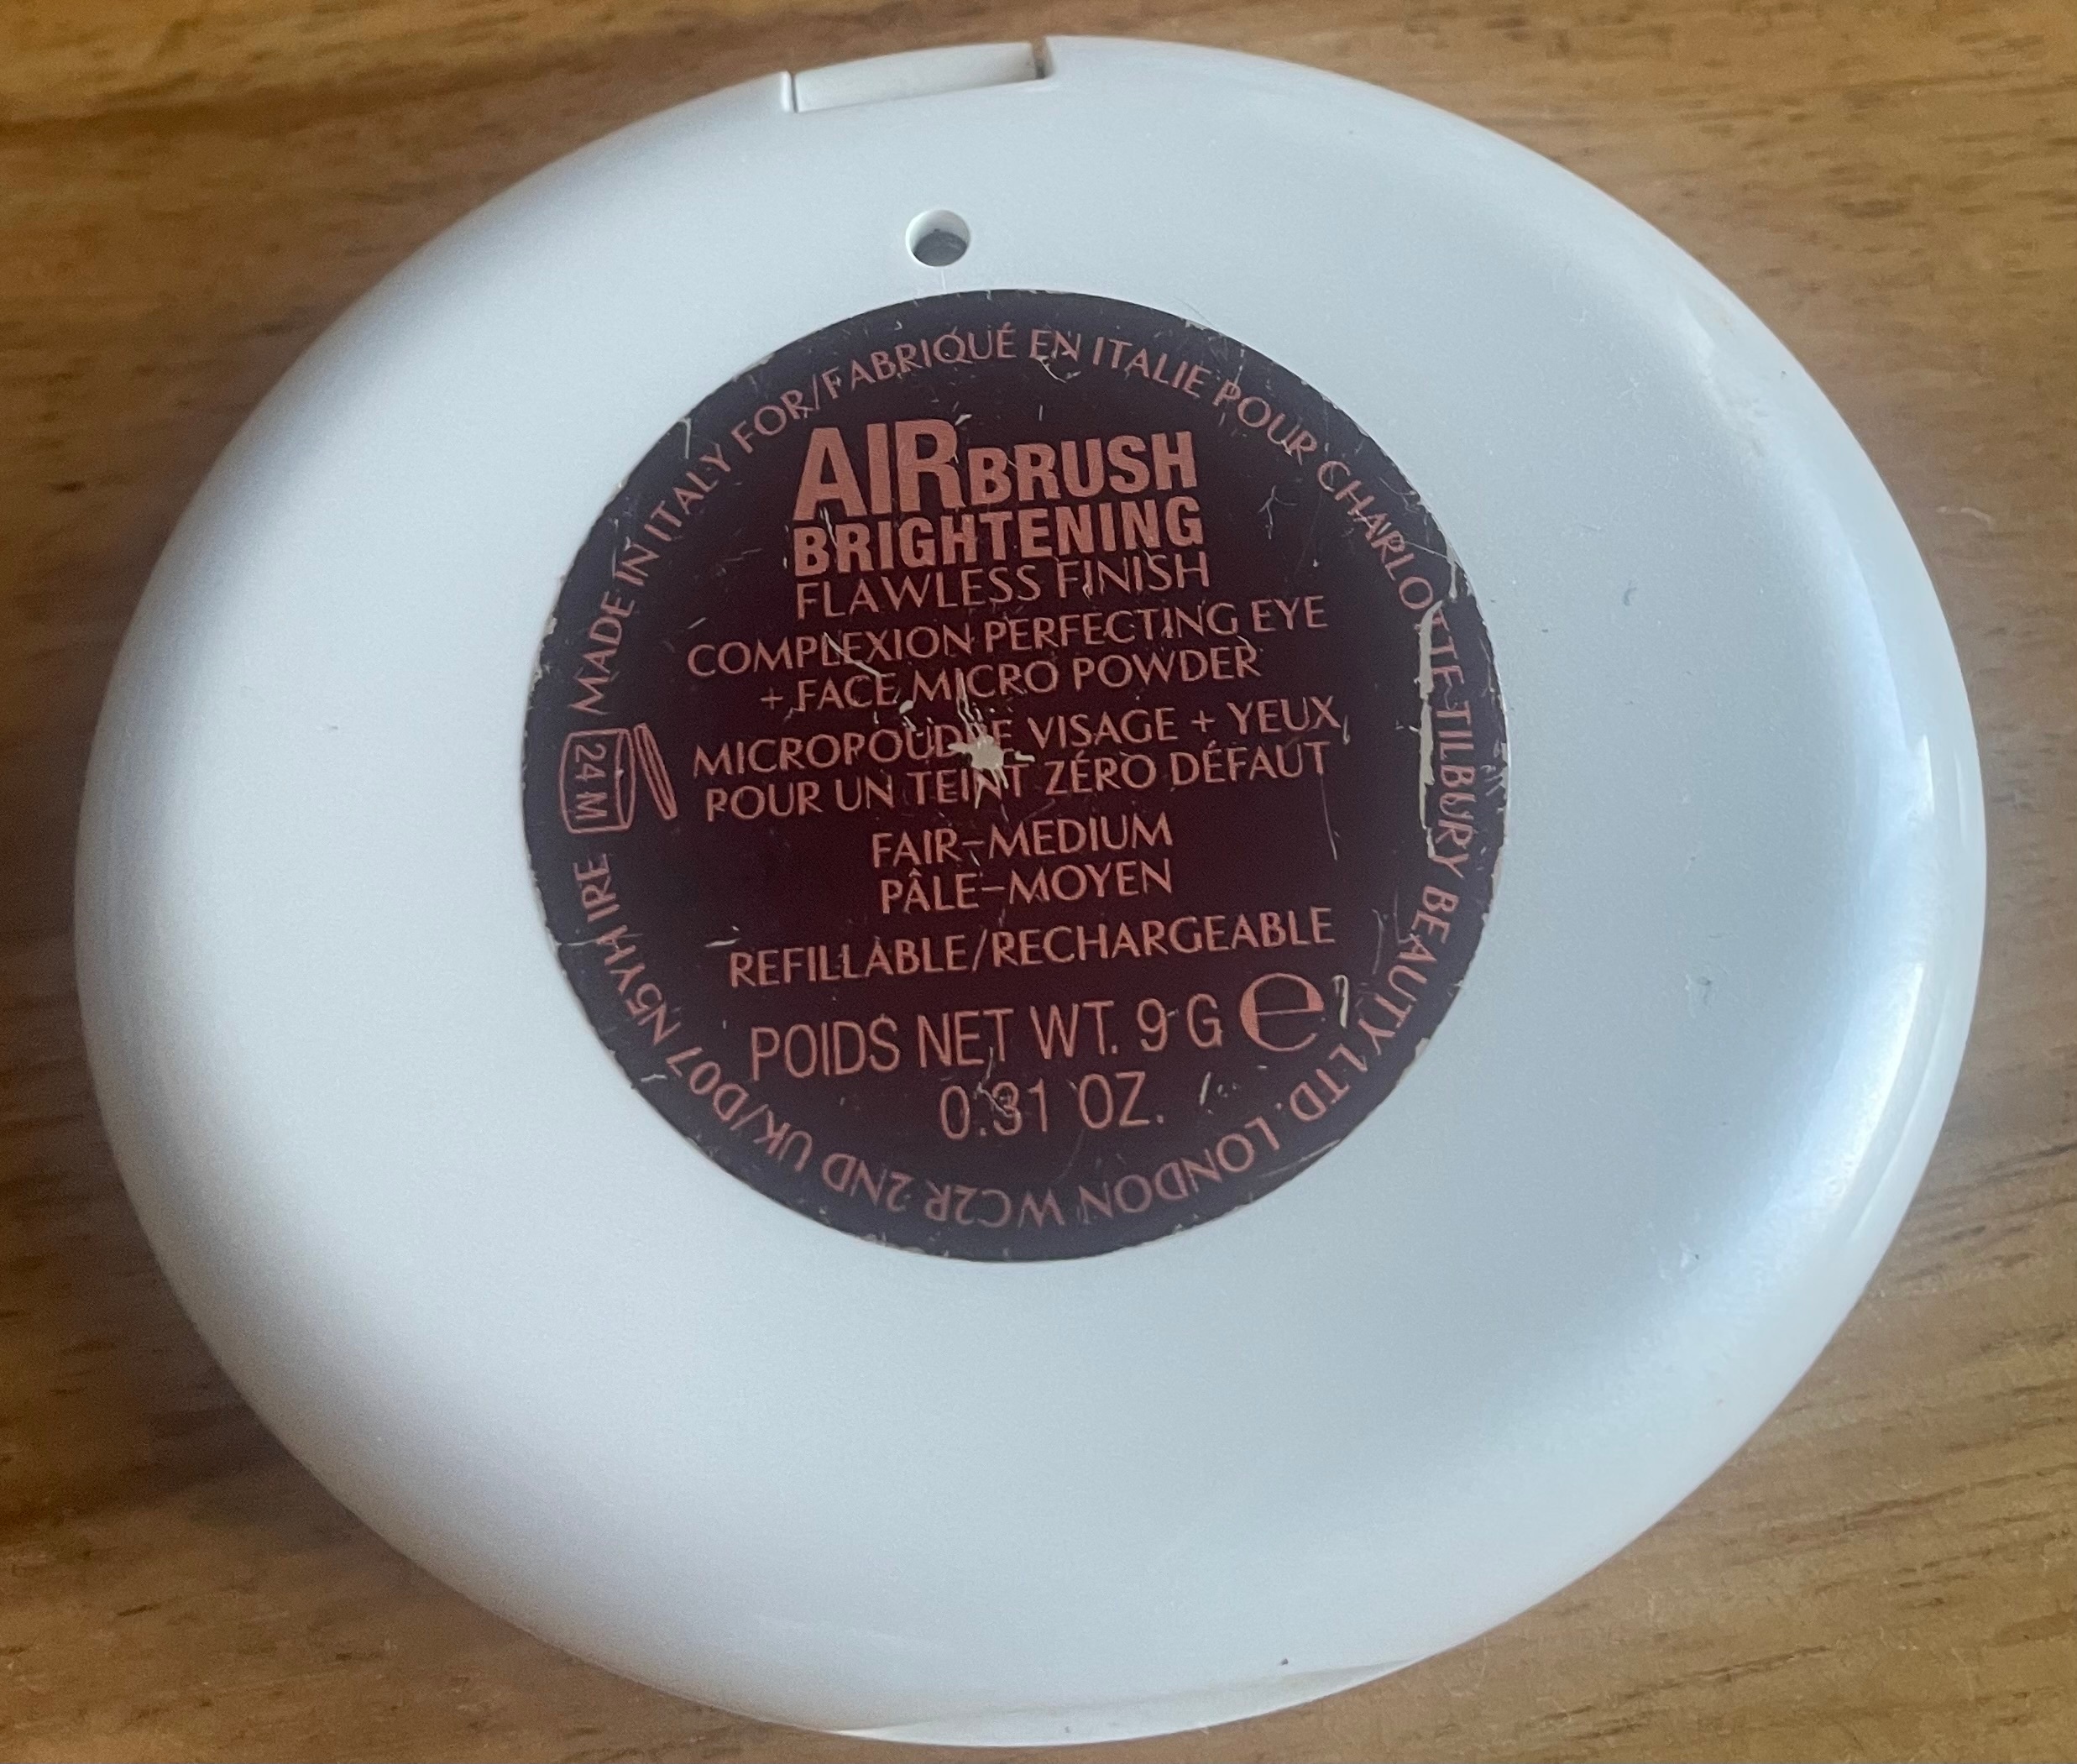 MADE IN ITALY FOR/FABRIQUÉ EN ITALIE POUR CHARLOTTE TILBURY BEAUTY LTD. LONDON WC2R 2ND UK/D07 N5YH IRE
24 M
AIRBRUSH
BRIGHTENING
FLAWLESS FINISH
COMPLEXION PERFECTING EYE
+ FACE MICRO POWDER
MICROPOUDRE VISAGE + YEUX
POUR UN TEINT ZÉRO DÉFAUT
FAIR–MEDIUM
PÂLE–MOYEN
REFILLABLE/RECHARGEABLE
POIDS NET WT. 9 G e
0.31 OZ.